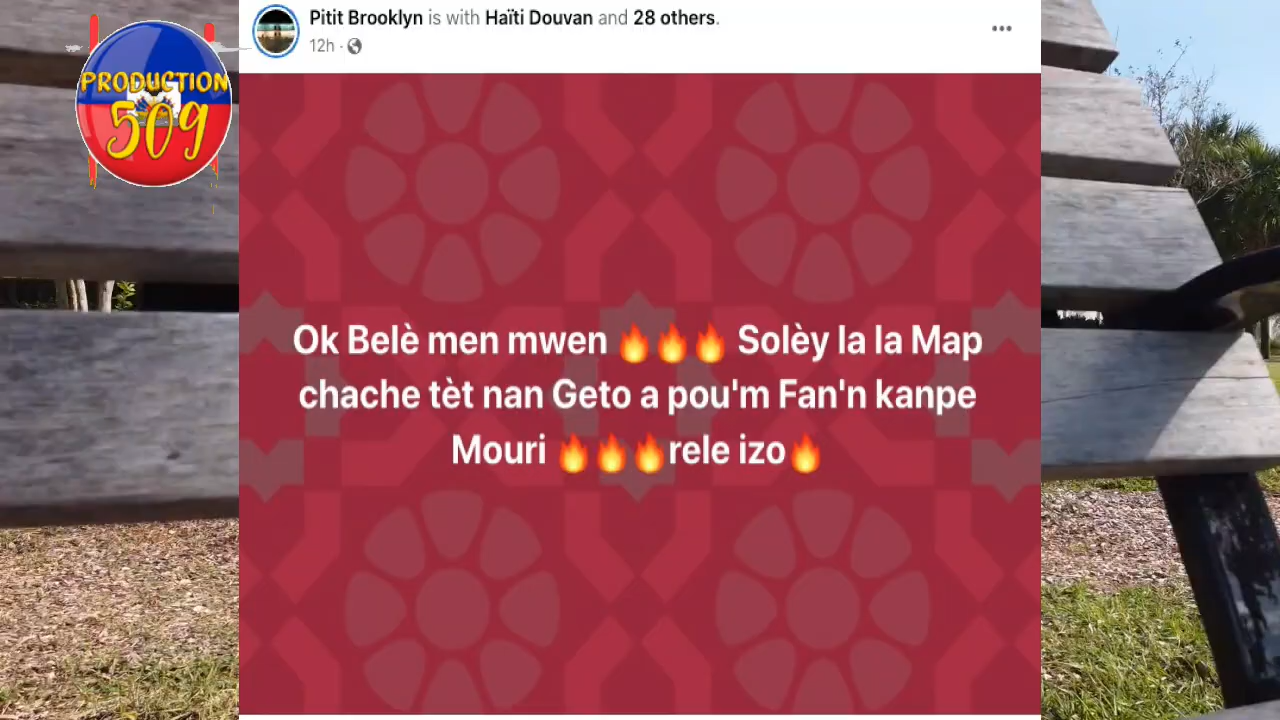 Pitit Brooklyn is with Haïti Douvan and 28 others.
12h ·
PRODUCTION
509
Ok Belè men mwen 🔥🔥🔥 Solèy la la Map
chache tèt nan Geto a pou'm Fan'n kanpe
Mouri 🔥🔥🔥rele izo🔥